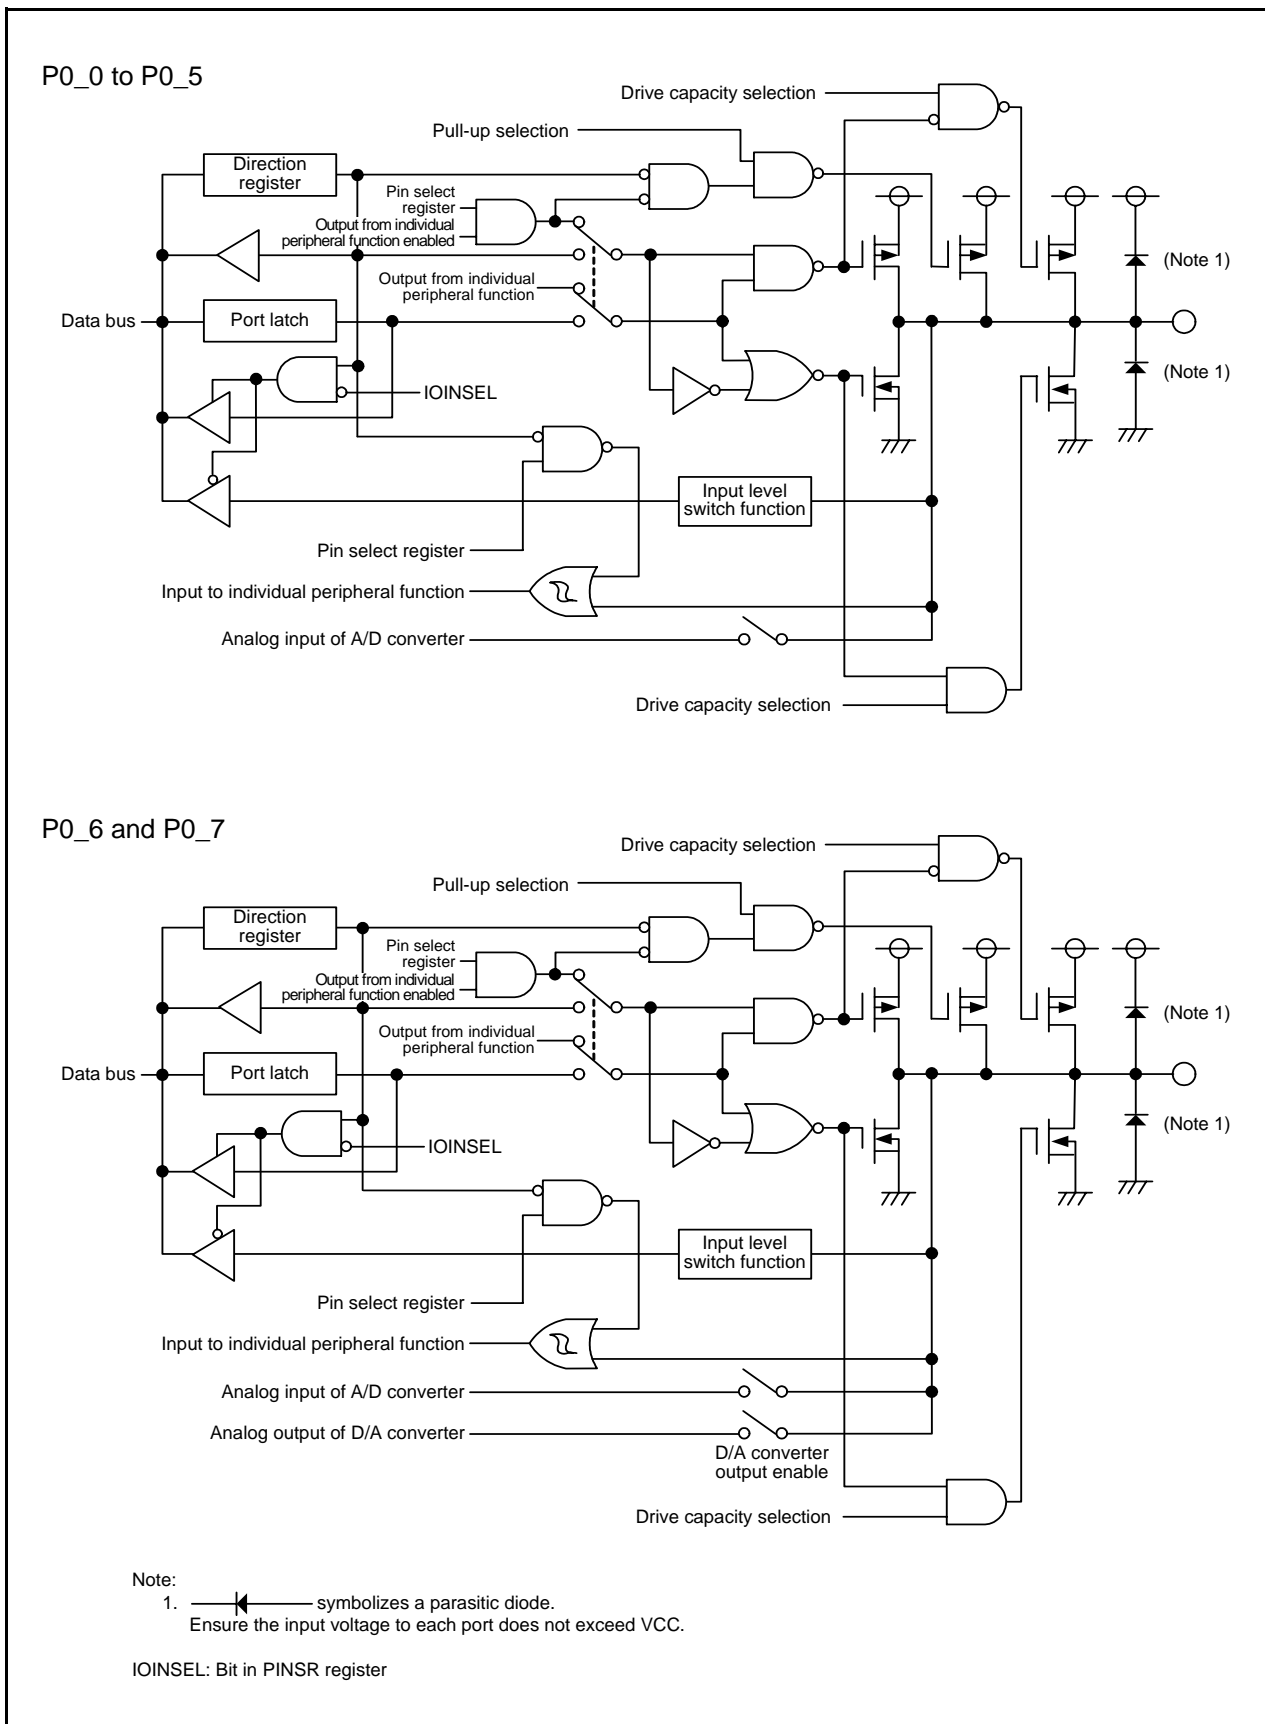 P0_0 to P0_5
Drive capacity selection
Pull-up selection
Direction
register
Pin select
register
Output from individual
peripheral function enabled
Output from individual
peripheral function
(Note 1)
Data bus
Port latch
(Note 1)
IOINSEL
Input level
switch function
Pin select register
Input to individual peripheral function
Analog input of A/D converter
Drive capacity selection
P0_6 and P0_7
Drive capacity selection
Pull-up selection
Direction
register
Pin select
register
Output from individual
peripheral function enabled
Output from individual
peripheral function
(Note 1)
Data bus
Port latch
(Note 1)
IOINSEL
Input level
switch function
Pin select register
Input to individual peripheral function
Analog input of A/D converter
Analog output of D/A converter
D/A converter
output enable
Drive capacity selection
Note:
1. symbolizes a parasitic diode.
Ensure the input voltage to each port does not exceed VCC.
IOINSEL: Bit in PINSR register